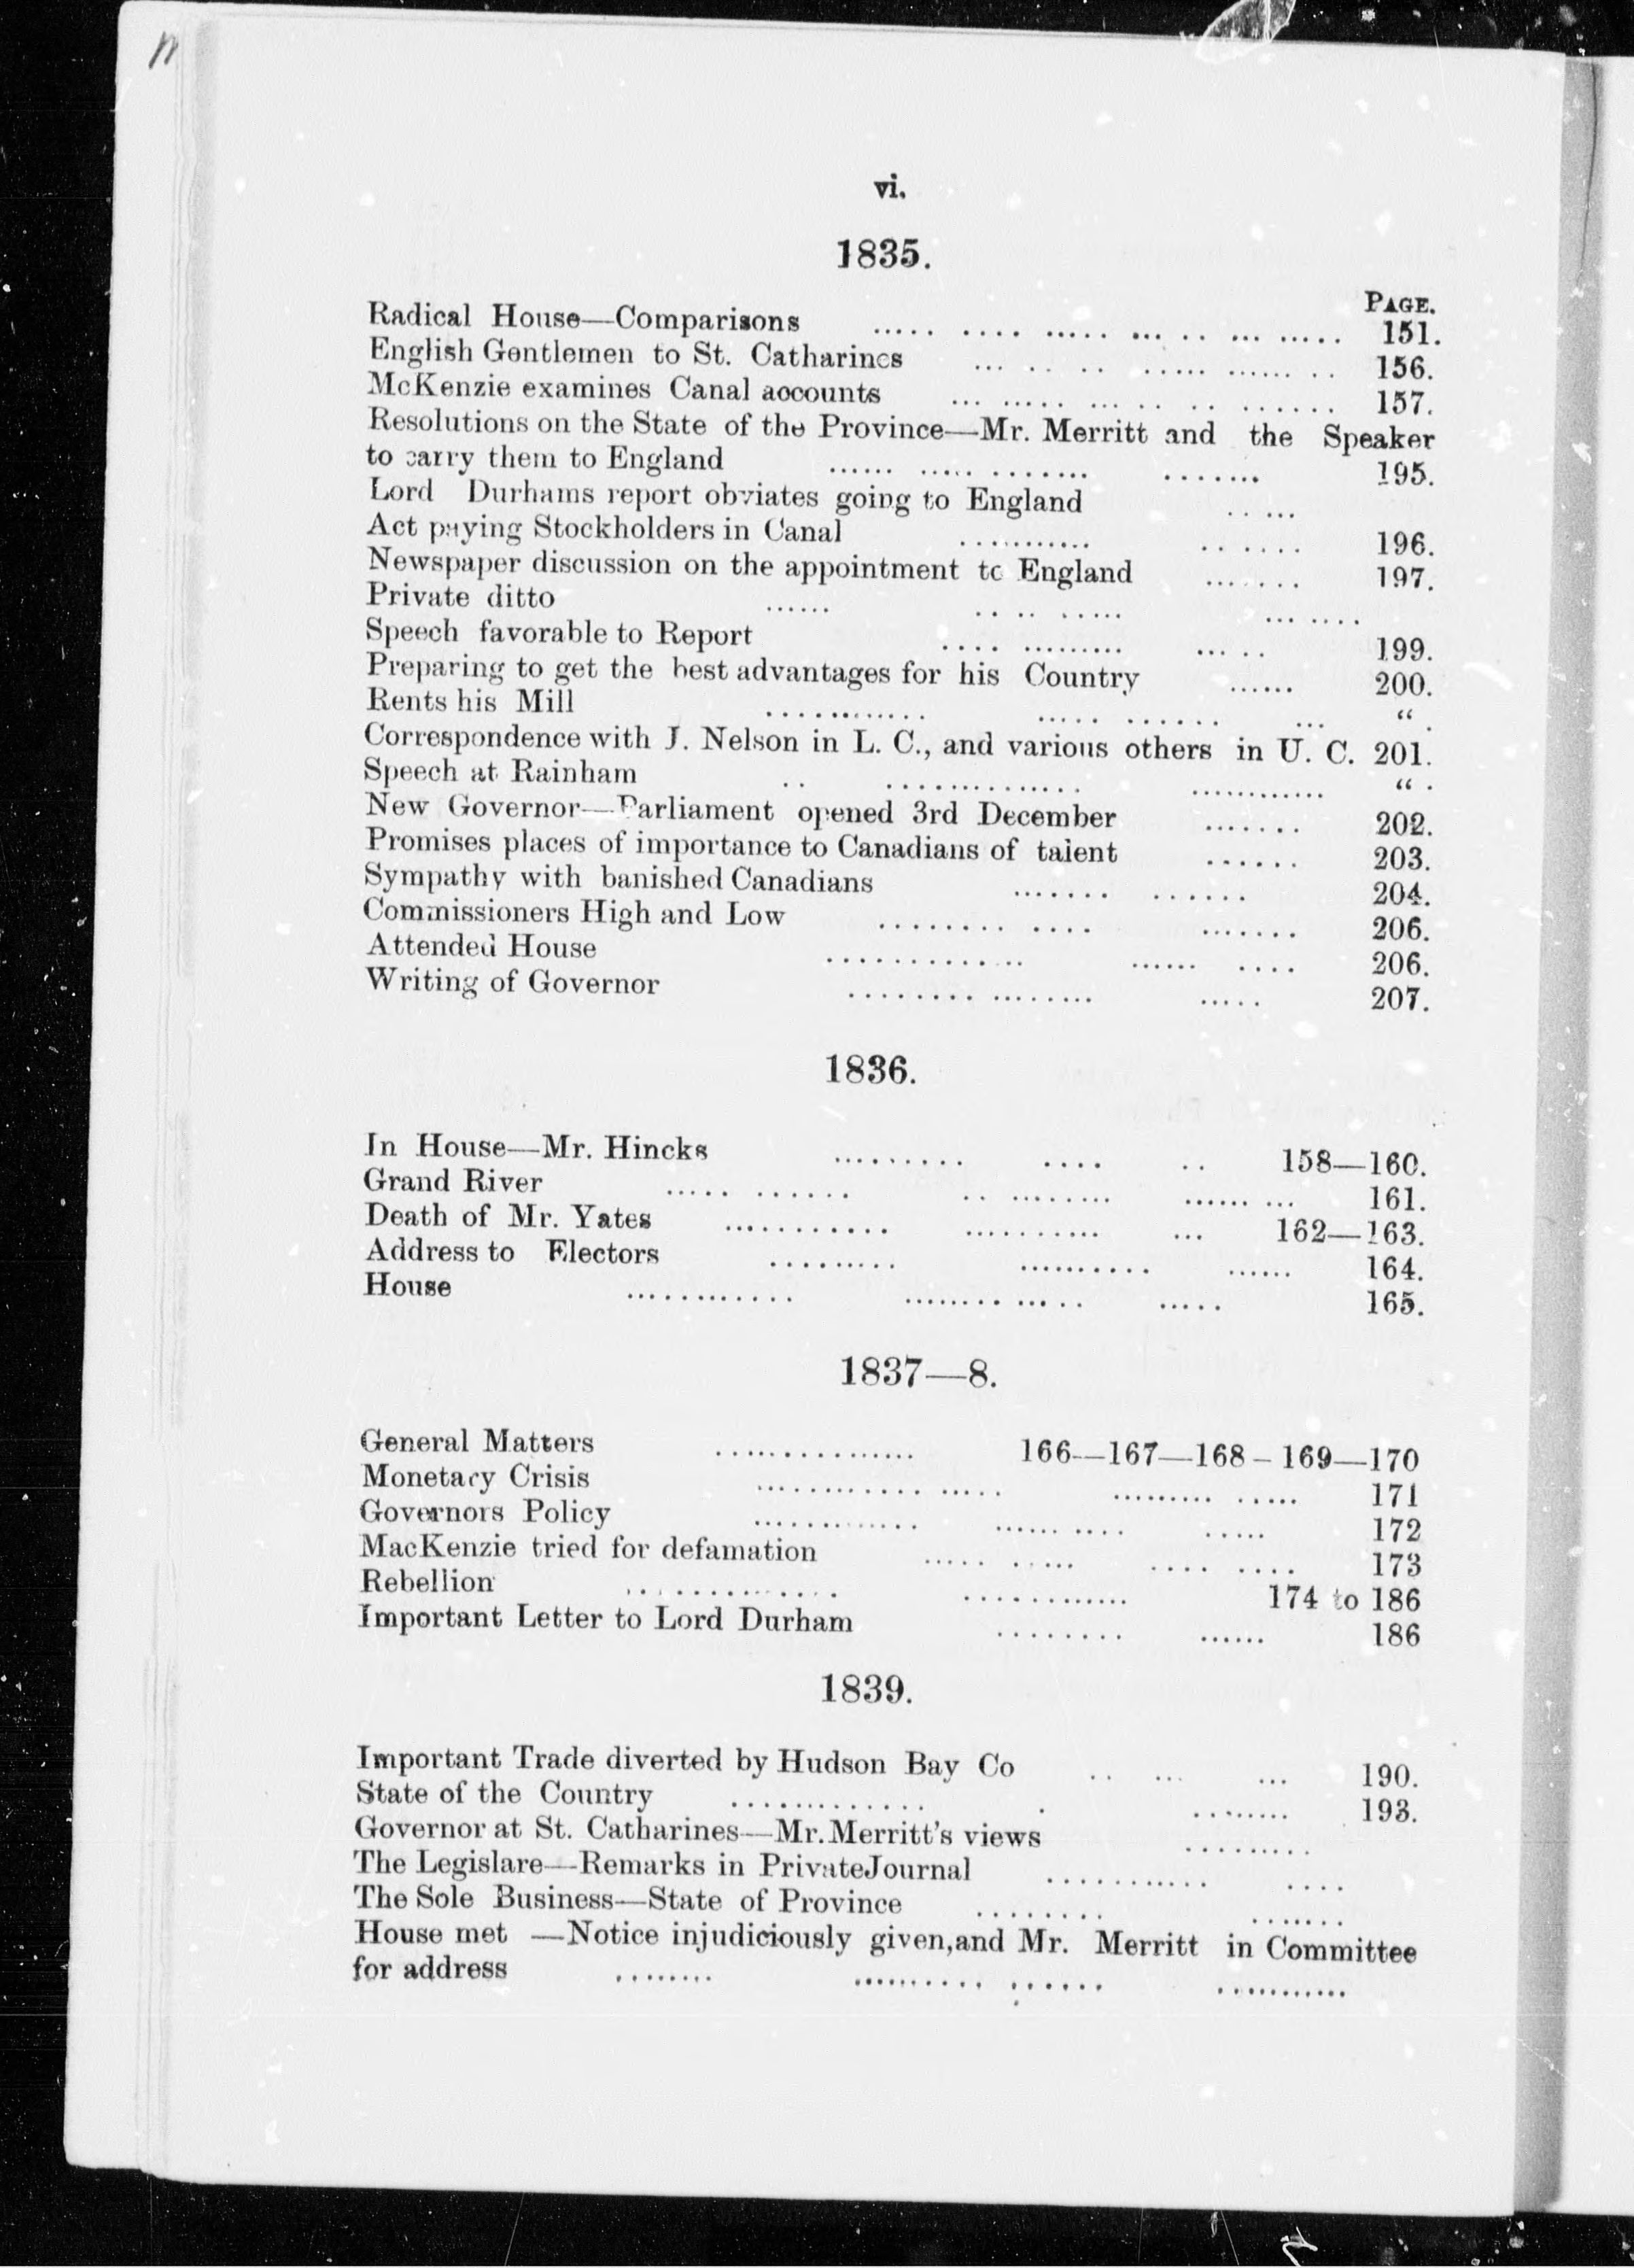 vi.
1835.
PAGE.
Radical House—Comparisons ..... .... ..... ... .. ... ..... 151.
English Gentlemen to St. Catharines ... .. .. ..... ...... .. 156.
McKenzie examines Canal accounts ... ..... ... .. .. ....... 157.
Resolutions on the State of the Province—Mr. Merritt and the Speaker
to carry them to England ...... ..... ....... ....... 195.
Lord Durhams report obviates going to England .. ...
Act paying Stockholders in Canal ........... ....... 196.
Newspaper discussion on the appointment to England ....... 197.
Private ditto ...... .. .. ..... ... ....
Speech favorable to Report .... ......... ... .. 199.
Preparing to get the best advantages for his Country ...... 200.
Rents his Mill ............ ..... ...... ... “ .
Correspondence with J. Nelson in L. C., and various others in U. C. 201.
Speech at Rainham .. .............. ............ “ .
New Governor—Parliament opened 3rd December ....... 202.
Promises places of importance to Canadians of talent ...... 203.
Sympathy with banished Canadians ....... ...... 204.
Commissioners High and Low ........ .... ....... 206.
Attended House ............. ...... .... 206.
Writing of Governor ........ ........ ..... 207.
1836.
In House—Mr. Hincks ......... .... .. 158—160.
Grand River ..... ...... .. ........ ...... ... 161.
Death of Mr. Yates ........... .......... ... 162—163.
Address to Electors ......... .......... ...... 164.
House ............ ........ ... .. ..... 165.
1837—8.
General Matters ............... 166—167—168–169—170
Monetary Crisis ............ ..... ......... ..... 171
Governors Policy ............. ...... .... ..... 172
MacKenzie tried for defamation ..... ..... .... .... 173
Rebellion .............. ............ 174 to 186
Important Letter to Lord Durham ........ ...... 186
1839.
Important Trade diverted by Hudson Bay Co .. ... ... 190.
State of the Country ............. . ........ 193.
Governor at St. Catharines—Mr. Merritt's views .........
The Legislare—Remarks in PrivateJournal ........... ....
The Sole Business—State of Province ........ .......
House met —Notice injudiciously given,and Mr. Merritt in Committee
for address ........ .......... ...... ...........